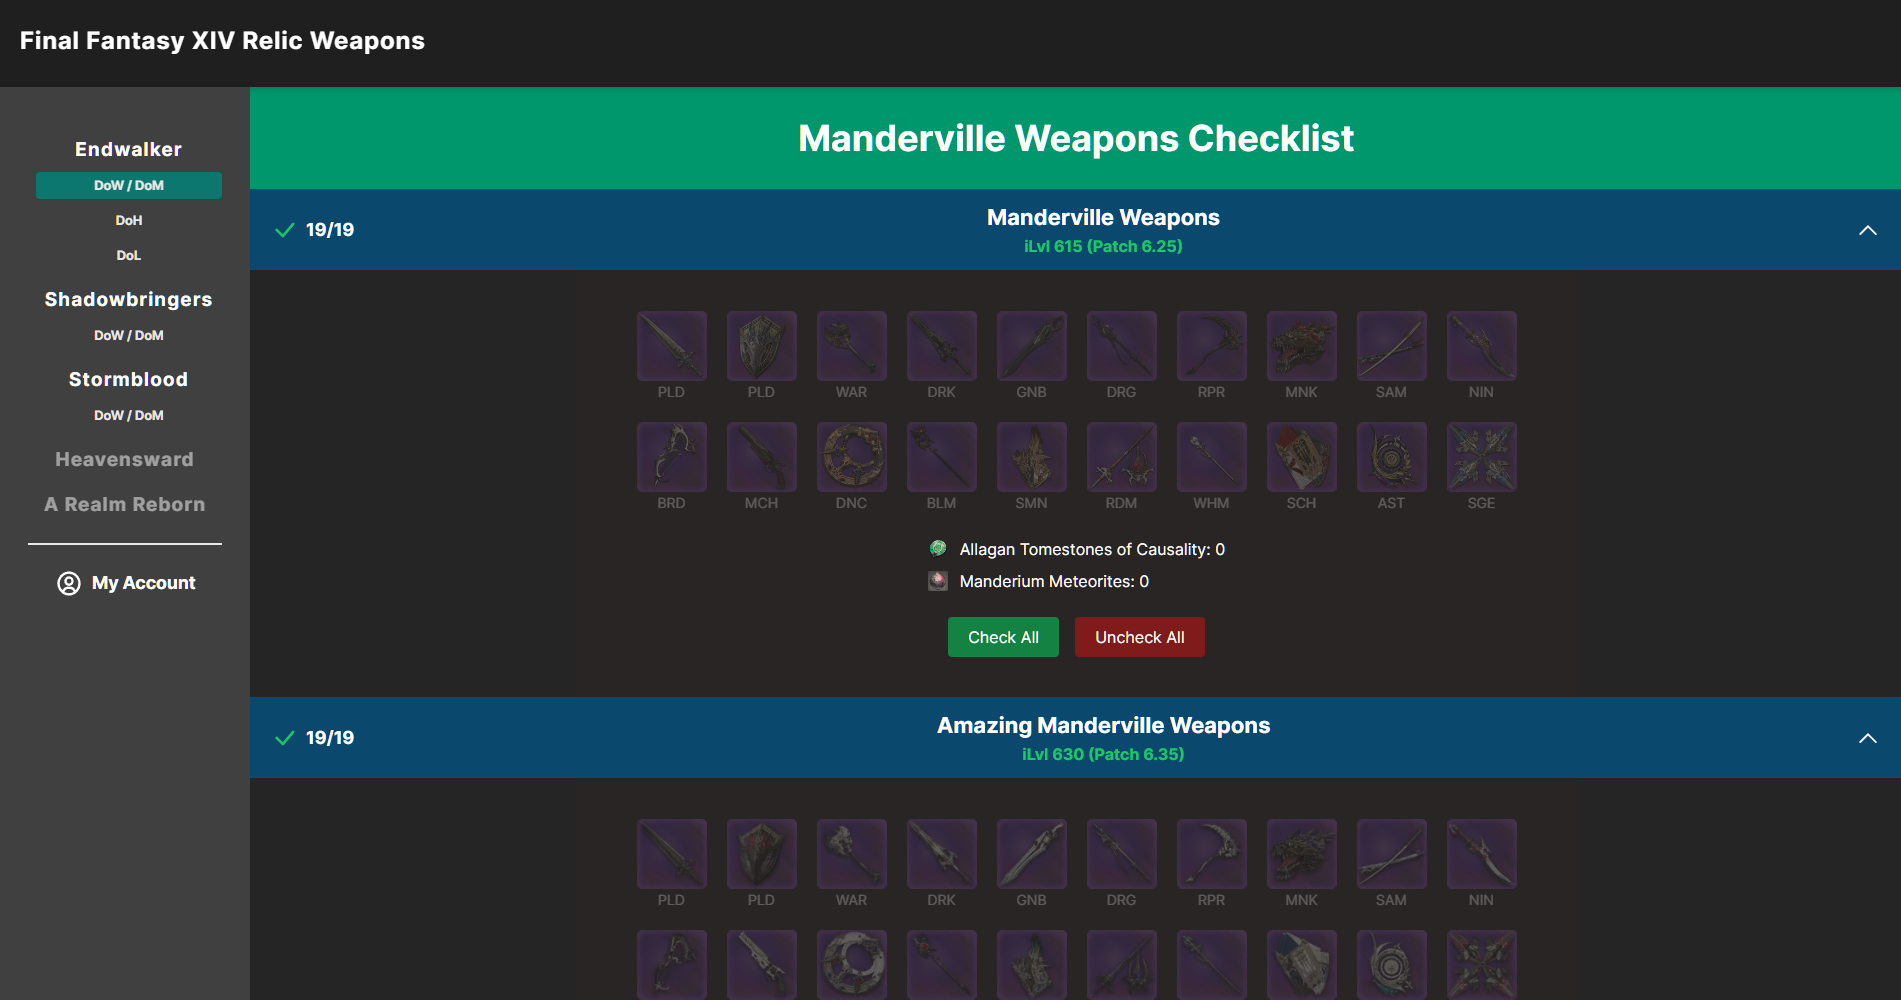 Final Fantasy XIV Relic Weapons
Endwalker
DoW / DoM
DoH
DoL
Shadowbringers
DoW / DoM
Stormblood
DoW / DoM
Heavensward
A Realm Reborn
My Account
Manderville Weapons Checklist
19/19
Manderville Weapons
iLvl 615 (Patch 6.25)
PLD PLD WAR DRK GNB DRG RPR MNK SAM NIN
BRD MCH DNC BLM SMN RDM WHM SCH AST SGE
Allagan Tomestones of Causality: 0
Manderium Meteorites: 0
Check All Uncheck All
19/19
Amazing Manderville Weapons
iLvl 630 (Patch 6.35)
PLD PLD WAR DRK GNB DRG RPR MNK SAM NIN